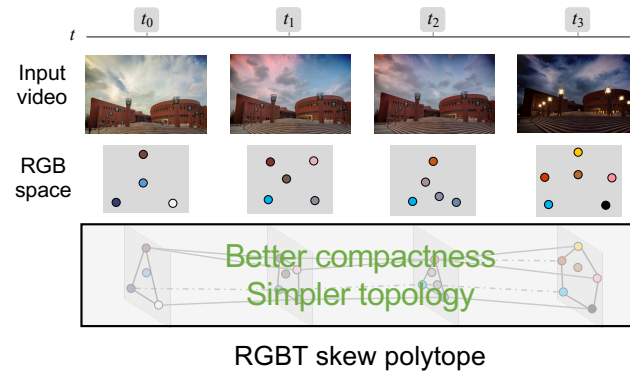 t t₀ t₁ t₂ t₃
Input
video
RGB
space
Better compactness
Simpler topology
RGBT skew polytope